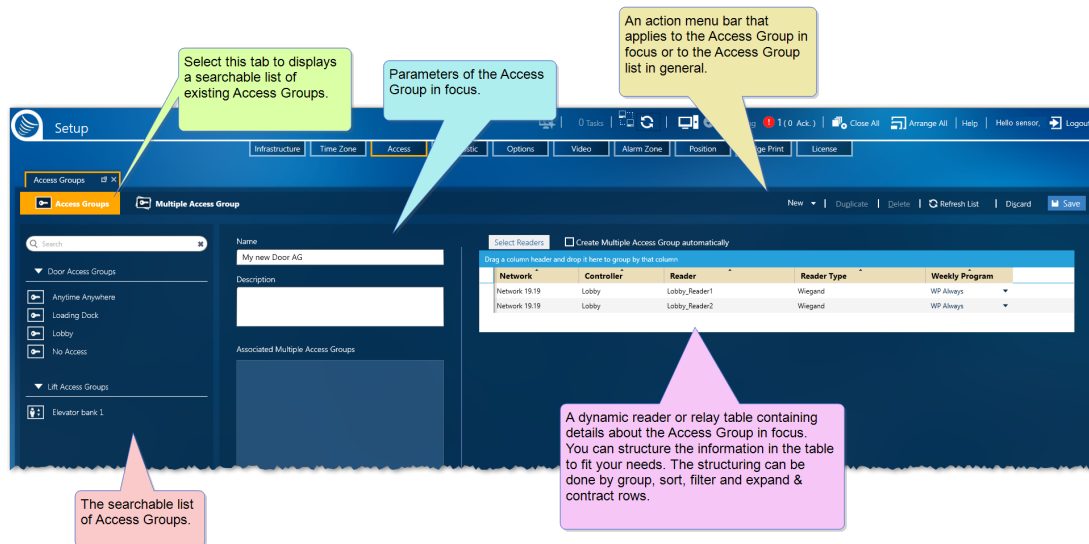 An action menu bar that
applies to the Access Group in
focus or to the Access Group
list in general.
Select this tab to displays
a searchable list of
existing Access Groups.
Parameters of the Access
Group in focus.
Setup
0 Tasks
1 ( 0 Ack. )
Close All
Arrange All
Help
Hello sensor,
Logout
Infrastructure
Time Zone
Access
Options
Video
Alarm Zone
Position
Print
License
Access Groups
Access Groups
Multiple Access Group
New
Duplicate
Delete
Refresh List
Discard
Save
Search
Door Access Groups
Anytime Anywhere
Loading Dock
Lobby
No Access
Lift Access Groups
Elevator bank 1
Name
My new Door AG
Description
Associated Multiple Access Groups
Select Readers
Create Multiple Access Group automatically
Drag a column header and drop it here to group by that column
Network Controller Reader Reader Type Weekly Program
Network 19.19 Lobby Lobby_Reader1 Wiegand WP Always
Network 19.19 Lobby Lobby_Reader2 Wiegand WP Always
A dynamic reader or relay table containing
details about the Access Group in focus.
You can structure the information in the table
to fit your needs. The structuring can be
done by group, sort, filter and expand &
contract rows.
The searchable list
of Access Groups.